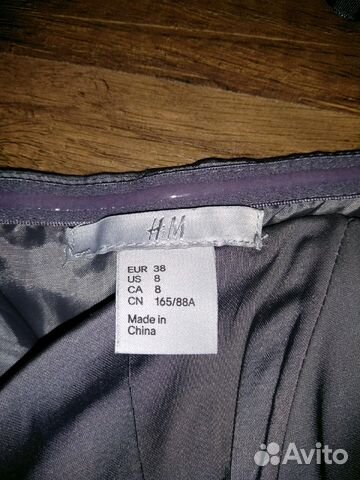 H&M
EUR 38
US 8
CA 8
CN 165/88A
Made in
China
Avito